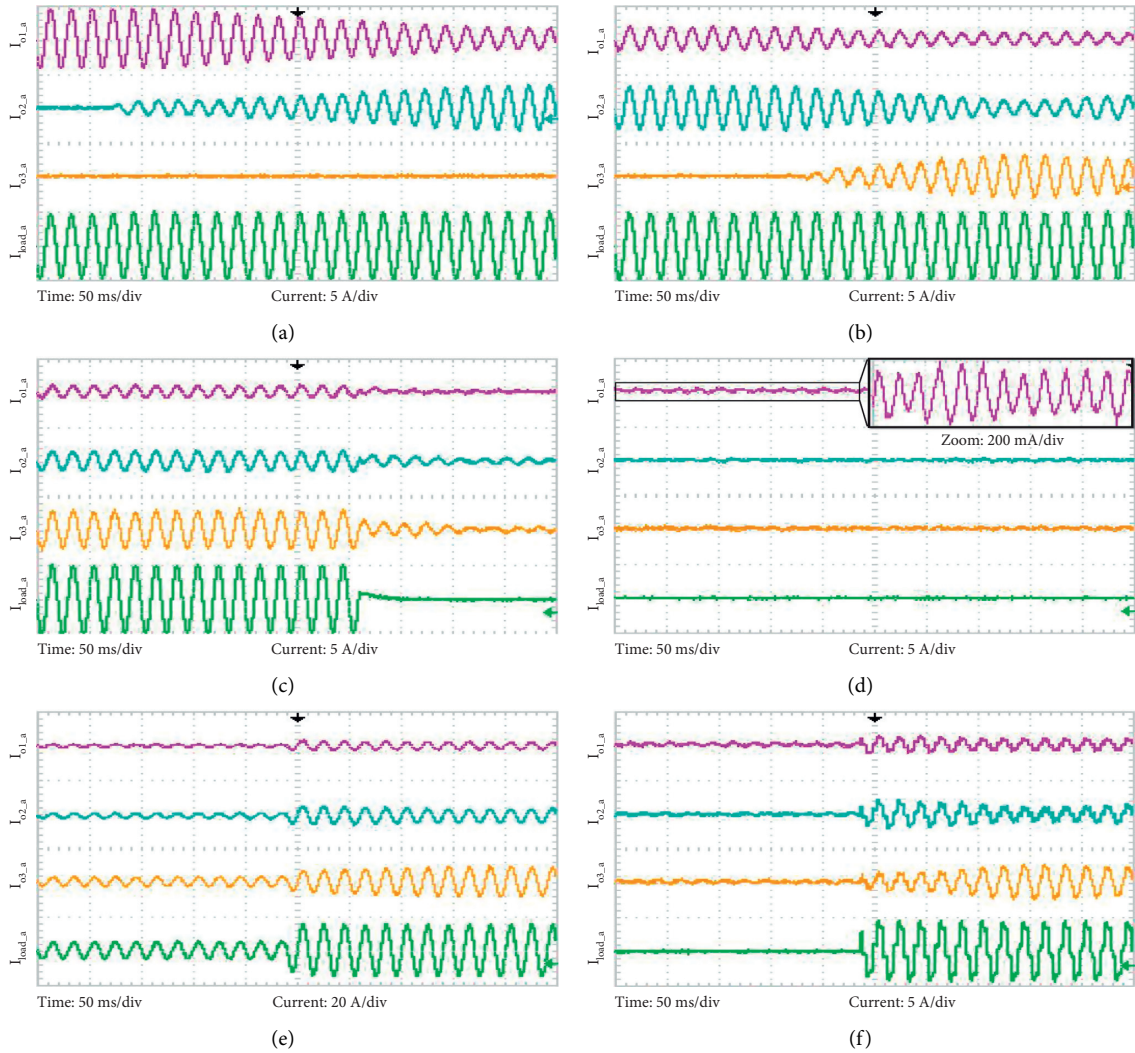 I_o1_a
I_o2_a
I_o3_a
I_load_a
Time: 50 ms/div Current: 5 A/div
(a)
I_o1_a
I_o2_a
I_o3_a
I_load_a
Time: 50 ms/div Current: 5 A/div
(b)
I_o1_a
I_o2_a
I_o3_a
I_load_a
Time: 50 ms/div Current: 5 A/div
(c)
I_o1_a
I_o2_a
I_o3_a
I_load_a
Zoom: 200 mA/div
Time: 50 ms/div Current: 5 A/div
(d)
I_o1_a
I_o2_a
I_o3_a
I_load_a
Time: 50 ms/div Current: 20 A/div
(e)
I_o1_a
I_o2_a
I_o3_a
I_load_a
Time: 50 ms/div Current: 5 A/div
(f)